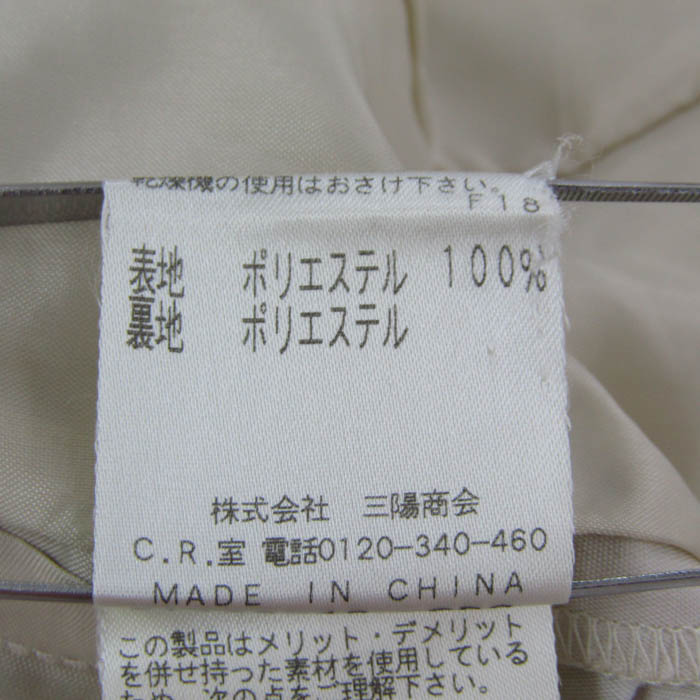 乾燥機の使用はおさけ下さい。
F18
表地 ポリエステル 100%
裏地 ポリエステル
株式会社 三陽商会
C.R.室 電話0120-340-460
MADE IN CHINA
この製品はメリット・デメリット
を併せ持った素材を使用している
ため、次の点をご理解下さい。